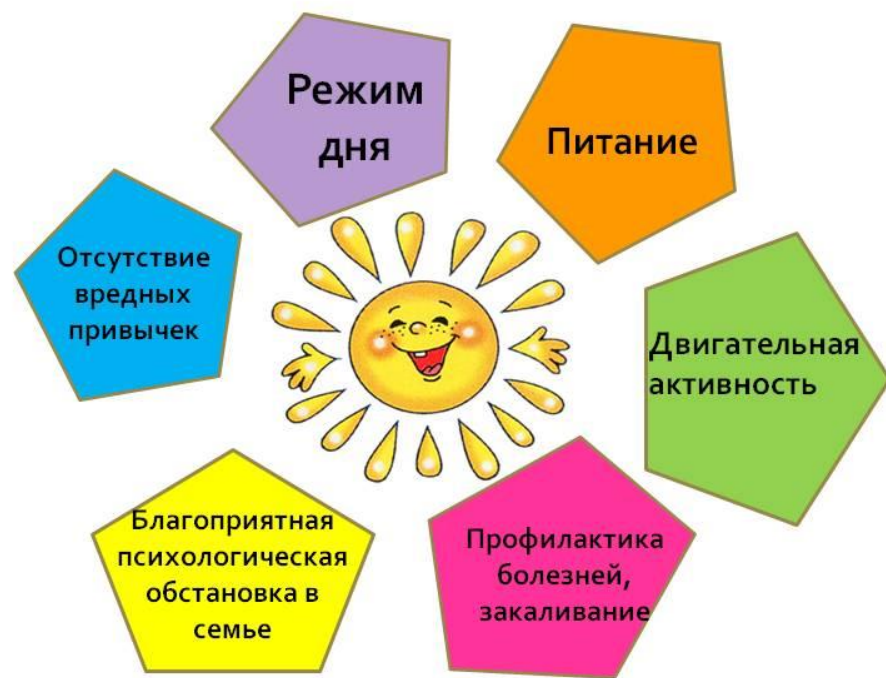 Режим
дня
Питание
Двигательная
активность
Профилактика
болезней,
закаливание
Благоприятная
психологическая
обстановка в
семье
Отсутствие
вредных
привычек